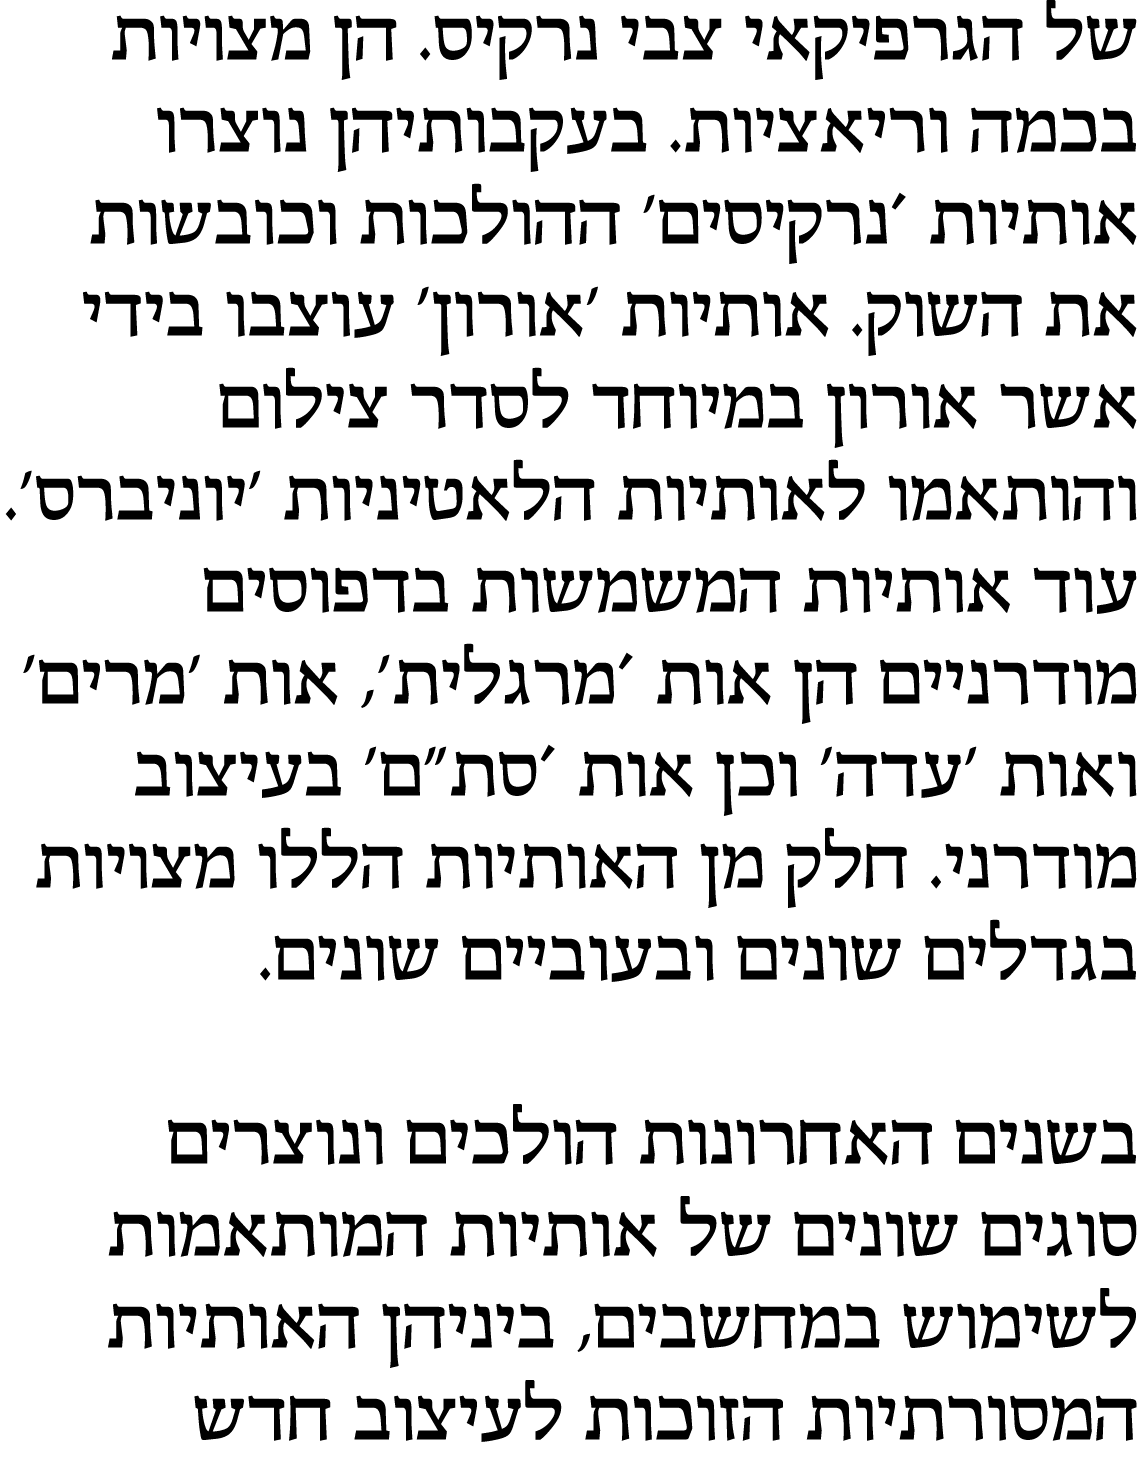 של הגרפיקאי צבי נרקיס. הן מצויות
בכמה וריאציות. בעקבותיהן נוצרו
אותיות ׳נרקיסים׳ ההולכות וכובשות
את השוק. אותיות ׳אורון׳ עוצבו בידי
אשר אורון במיוחד לסדר צילום
והותאמו לאותיות הלאטיניות ׳יוניברס׳.
עוד אותיות המשמשות בדפוסים
מודרניים הן אות ׳מרגלית׳, אות ׳מרים׳
ואות ׳עדה׳ וכן אות ׳סת״ם׳ בעיצוב
מודרני. חלק מן האותיות הללו מצויות
בגדלים שונים ובעוביים שונים.
בשנים האחרונות הולכים ונוצרים
סוגים שונים של אותיות המותאמות
לשימוש במחשבים, ביניהן האותיות
המסורתיות הזוכות לעיצוב חדש